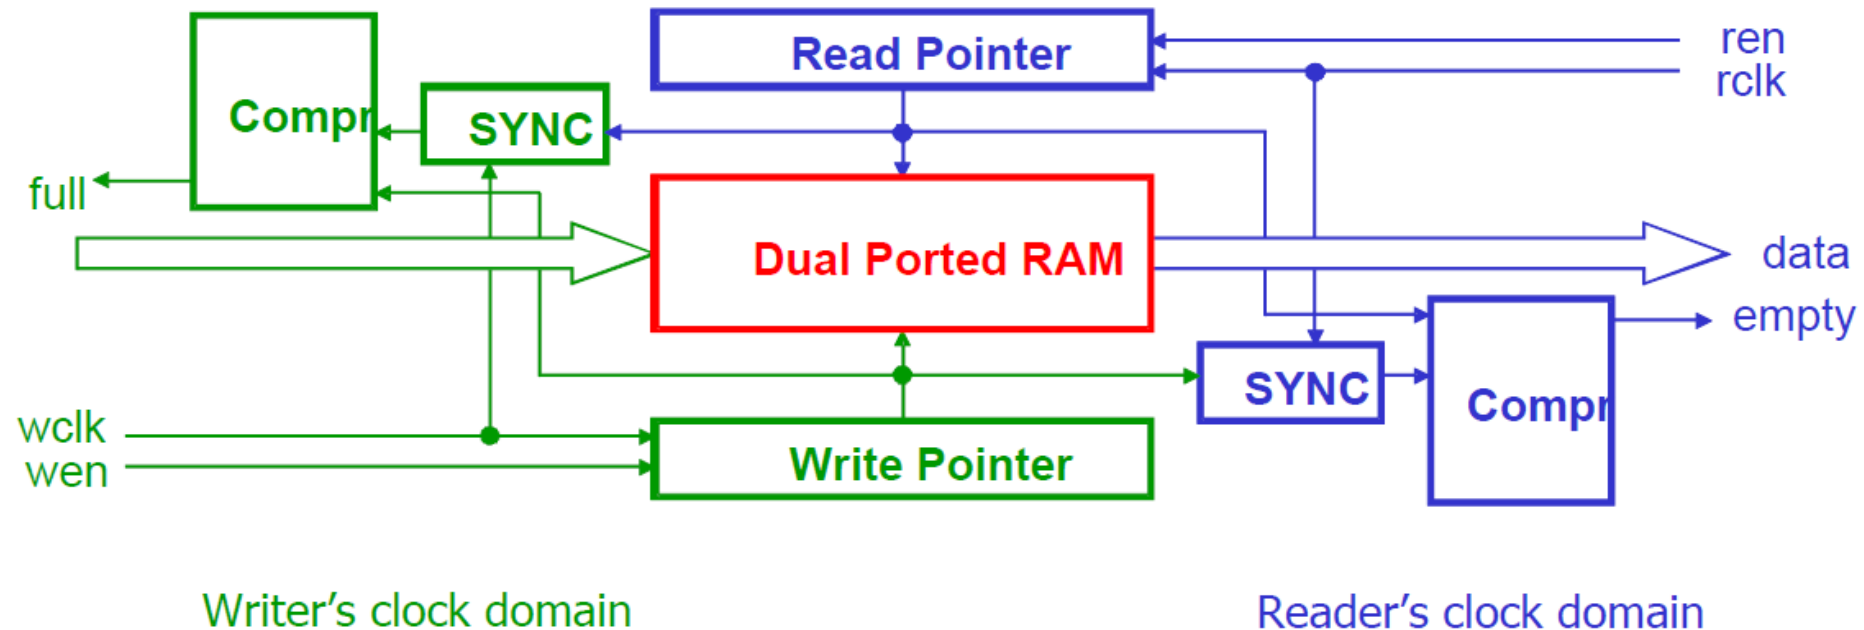 Read Pointer
ren
rclk
Compr
SYNC
full
Dual Ported RAM
data
empty
SYNC
Compr
wclk
wen
Write Pointer
Writer's clock domain
Reader's clock domain